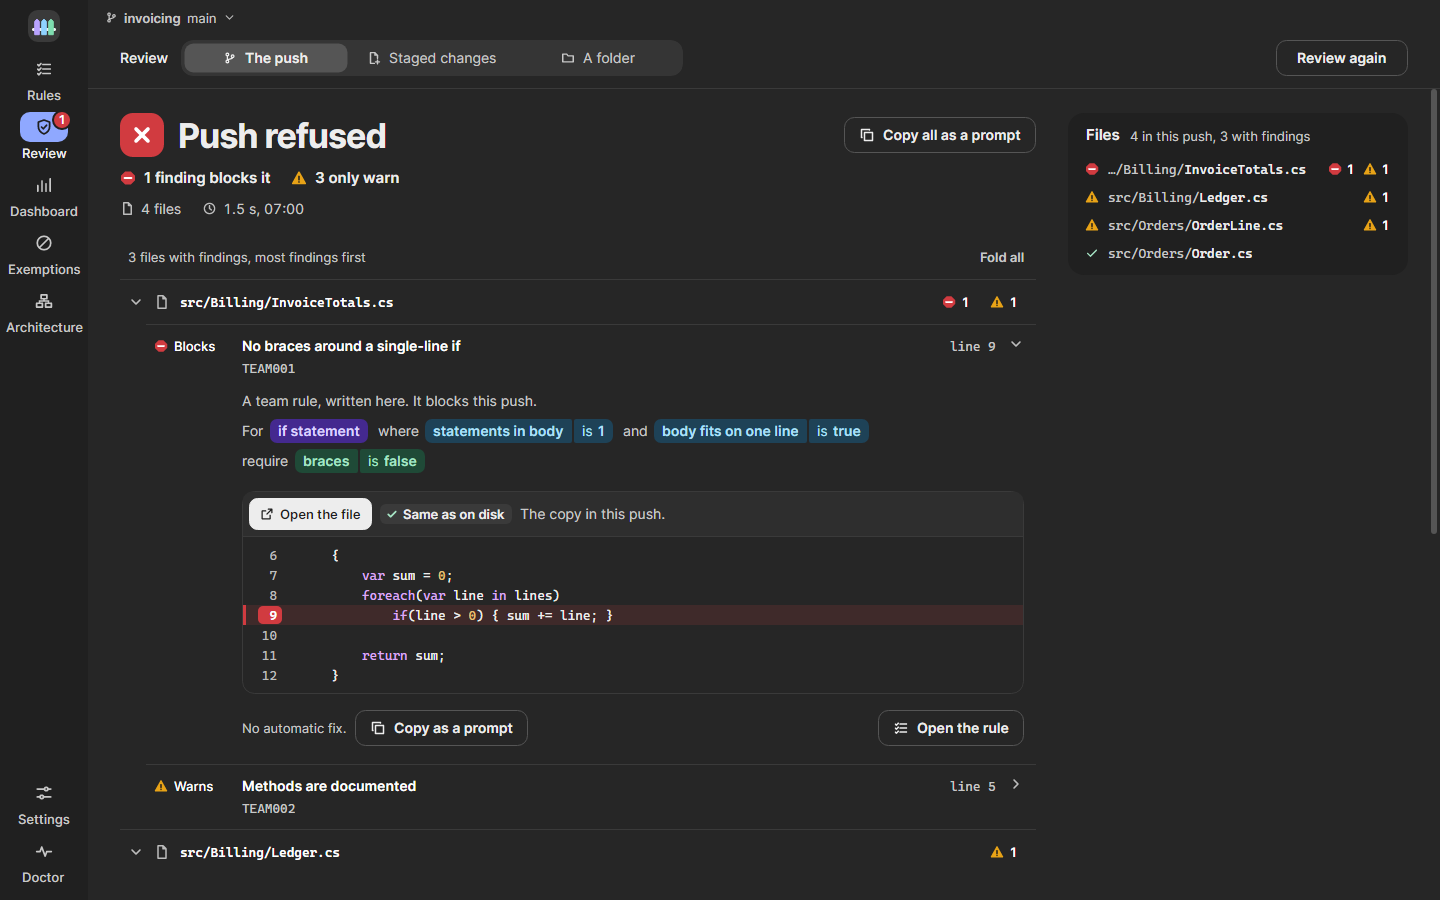 invoicing main
Review The push Staged changes A folder Review again
Rules
1
Review
Dashboard
Exemptions
Architecture
Settings
Doctor
Push refused
Copy all as a prompt
1 finding blocks it 3 only warn
4 files 1.5 s, 07:00
3 files with findings, most findings first Fold all
src/Billing/InvoiceTotals.cs 1 1
Blocks No braces around a single-line if line 9
TEAM001
A team rule, written here. It blocks this push.
For if statement where statements in body is 1 and body fits on one line is true
require braces is false
Open the file Same as on disk The copy in this push.
6 {
7 var sum = 0;
8 foreach(var line in lines)
9 if(line > 0) { sum += line; }
10
11 return sum;
12 }
No automatic fix. Copy as a prompt Open the rule
Warns Methods are documented line 5
TEAM002
src/Billing/Ledger.cs 1
Files 4 in this push, 3 with findings
…/Billing/InvoiceTotals.cs 1 1
src/Billing/Ledger.cs 1
src/Orders/OrderLine.cs 1
src/Orders/Order.cs